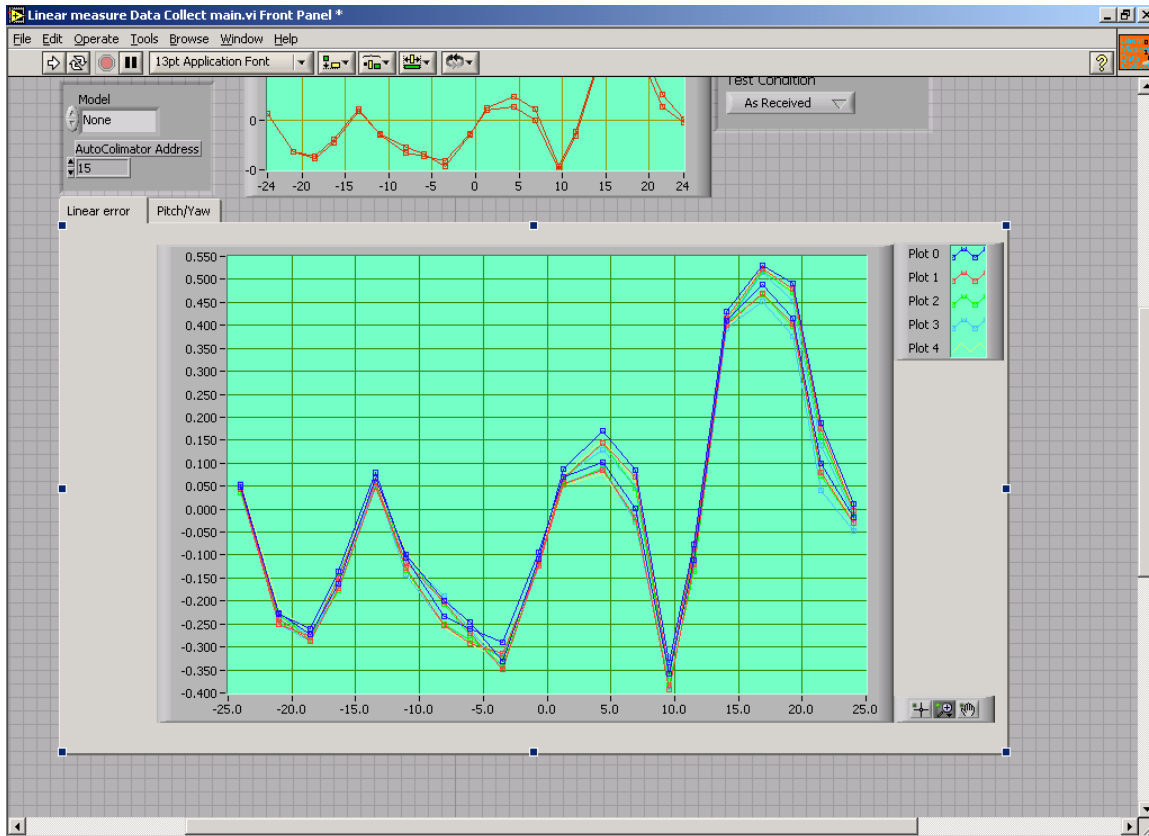 Linear measure Data Collect main.vi Front Panel *
File Edit Operate Tools Browse Window Help
13pt Application Font
?
Model
None
AutoColimator Address
15
0-
-0-
-24 -20 -15 -10 -5 0 5 10 15 20 24
Test Condition
As Received
Linear error
Pitch/Yaw
0.550
0.500
0.450
0.400
0.350
0.300
0.250
0.200
0.150
0.100
0.050
0.000
-0.050
-0.100
-0.150
-0.200
-0.250
-0.300
-0.350
-0.400
-25.0 -20.0 -15.0 -10.0 -5.0 0.0 5.0 10.0 15.0 20.0 25.0
Plot 0
Plot 1
Plot 2
Plot 3
Plot 4